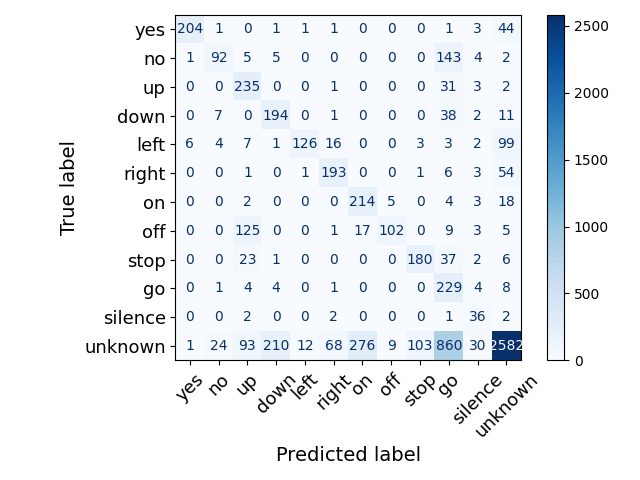 yes 204 1 0 1 1 1 0 0 0 1 3 44
no 1 92 5 5 0 0 0 0 0 143 4 2
up 0 0 235 0 0 1 0 0 0 31 3 2
down 0 7 0 194 0 1 0 0 0 38 2 11
left 6 4 7 1 126 16 0 0 3 3 2 99
right 0 0 1 0 1 193 0 0 1 6 3 54
on 0 0 2 0 0 0 214 5 0 4 3 18
off 0 0 125 0 0 1 17 102 0 9 3 5
stop 0 0 23 1 0 0 0 0 180 37 2 6
go 0 1 4 4 0 1 0 0 0 229 4 8
silence 0 0 2 0 0 2 0 0 0 1 36 2
unknown 1 24 93 210 12 68 276 9 103 860 30 2582
yes no up down left right on off stop go silence unknown
Predicted label
True label
2500
2000
1500
1000
500
0